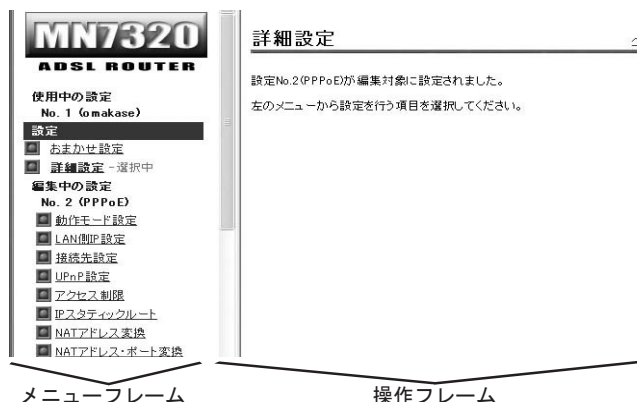 MN7320
ADSL ROUTER
使用中の設定
No. 1 (omakase)
設定
おまかせ設定
詳細設定 -選択中
編集中の設定
No. 2 (PPPoE)
動作モード設定
LAN側IP設定
接続先設定
UPnP設定
アクセス制限
IPスタティックルート
NATアドレス変換
NATアドレス・ポート変換
詳細設定
設定No.2(PPPoE)が編集対象に設定されました。
左のメニューから設定を行う項目を選択してください。
メニューフレーム
操作フレーム